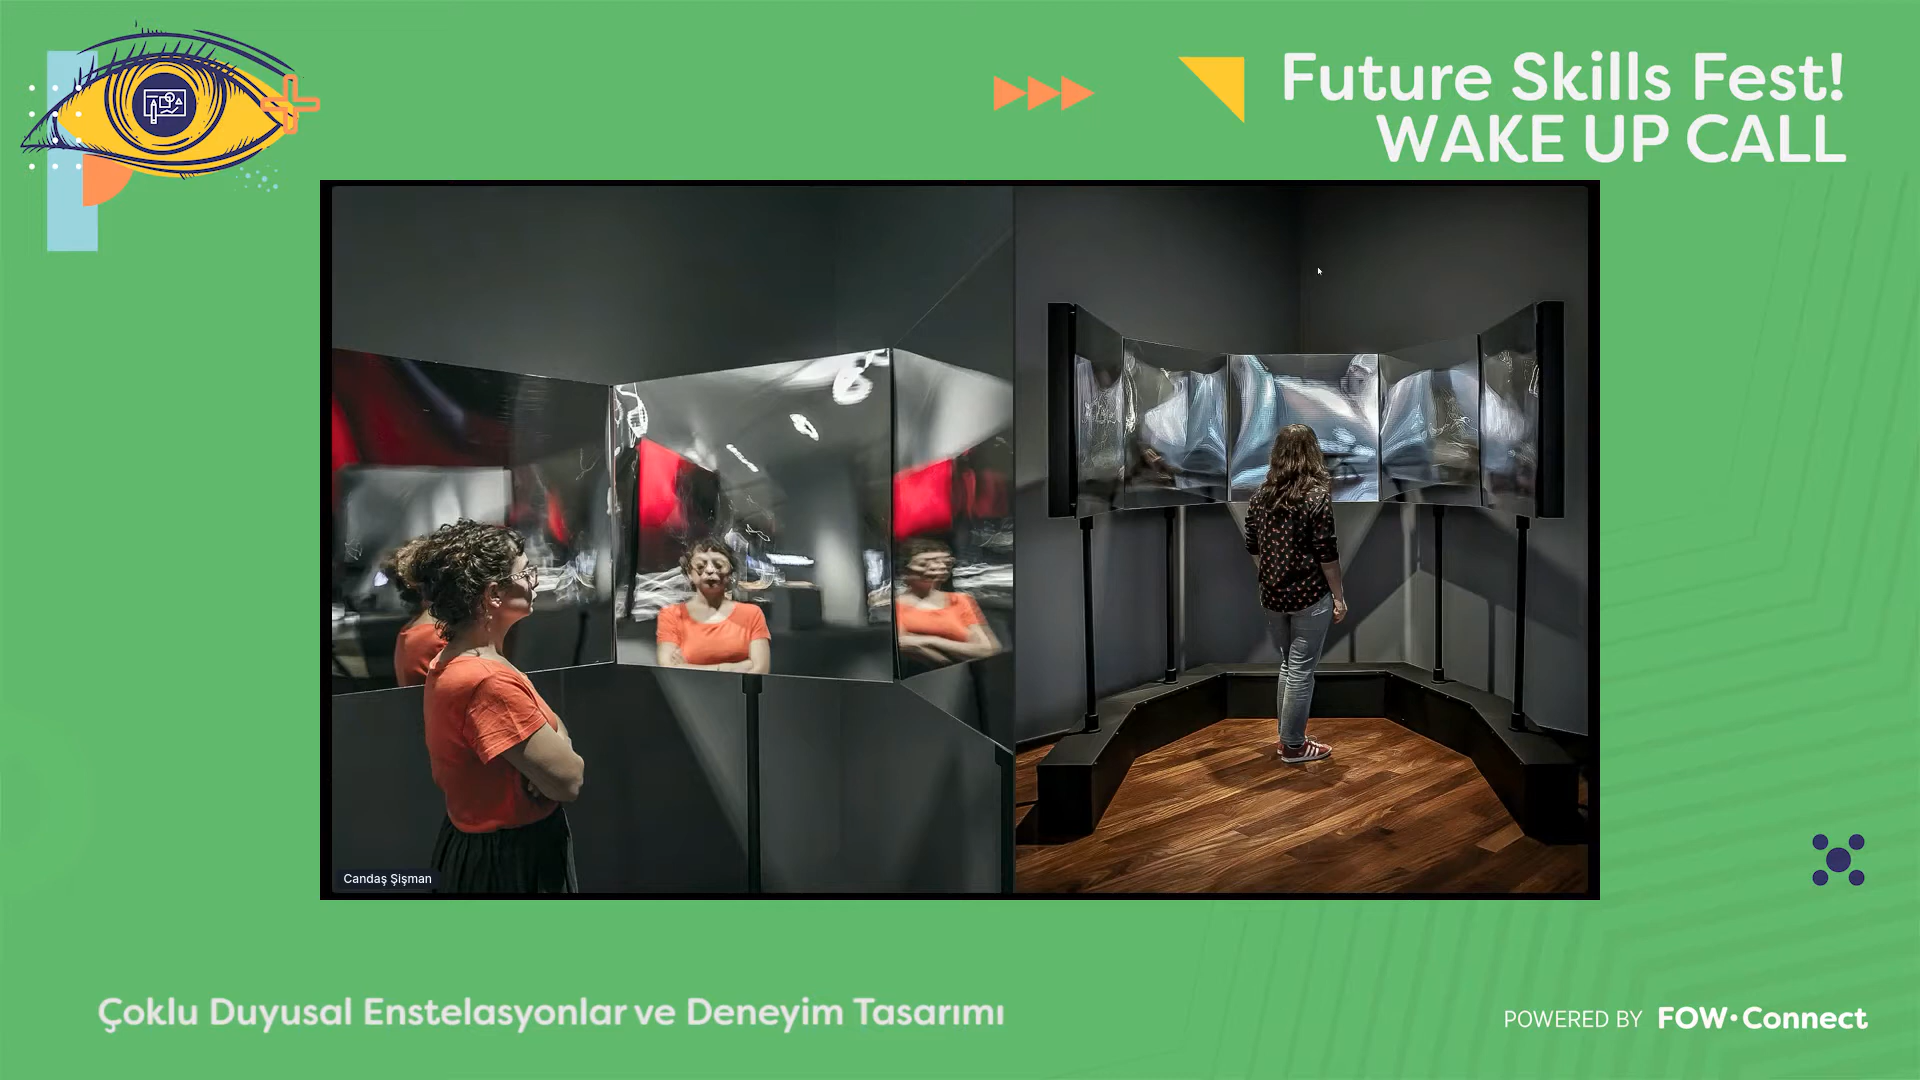 Future Skills Fest!
WAKE UP CALL
Candaş Şişman
Çoklu Duyusal Enstelasyonlar ve Deneyim Tasarımı
POWERED BY FOW·Connect